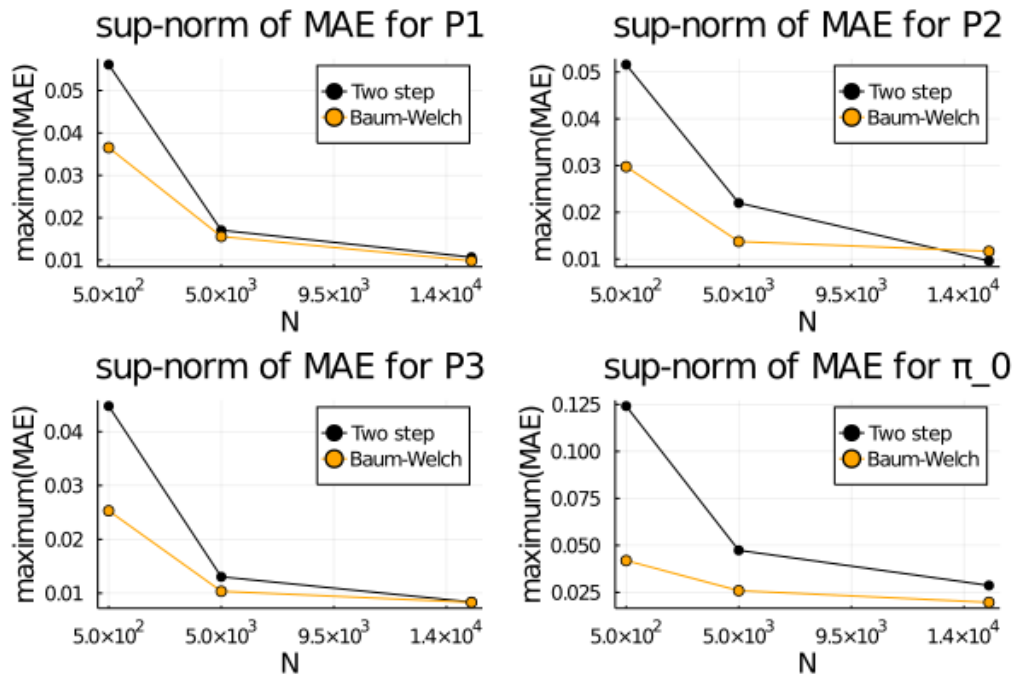 sup-norm of MAE for P1
maximum(MAE)
0.05
0.04
0.03
0.02
0.01
Two step
Baum-Welch
5.0×10²
5.0×10³
9.5×10³
1.4×10⁴
N
sup-norm of MAE for P2
maximum(MAE)
0.05
0.04
0.03
0.02
0.01
Two step
Baum-Welch
5.0×10²
5.0×10³
9.5×10³
1.4×10⁴
N
sup-norm of MAE for P3
maximum(MAE)
0.04
0.03
0.02
0.01
Two step
Baum-Welch
5.0×10²
5.0×10³
9.5×10³
1.4×10⁴
N
sup-norm of MAE for π_0
maximum(MAE)
0.125
0.100
0.075
0.050
0.025
Two step
Baum-Welch
5.0×10²
5.0×10³
9.5×10³
1.4×10⁴
N